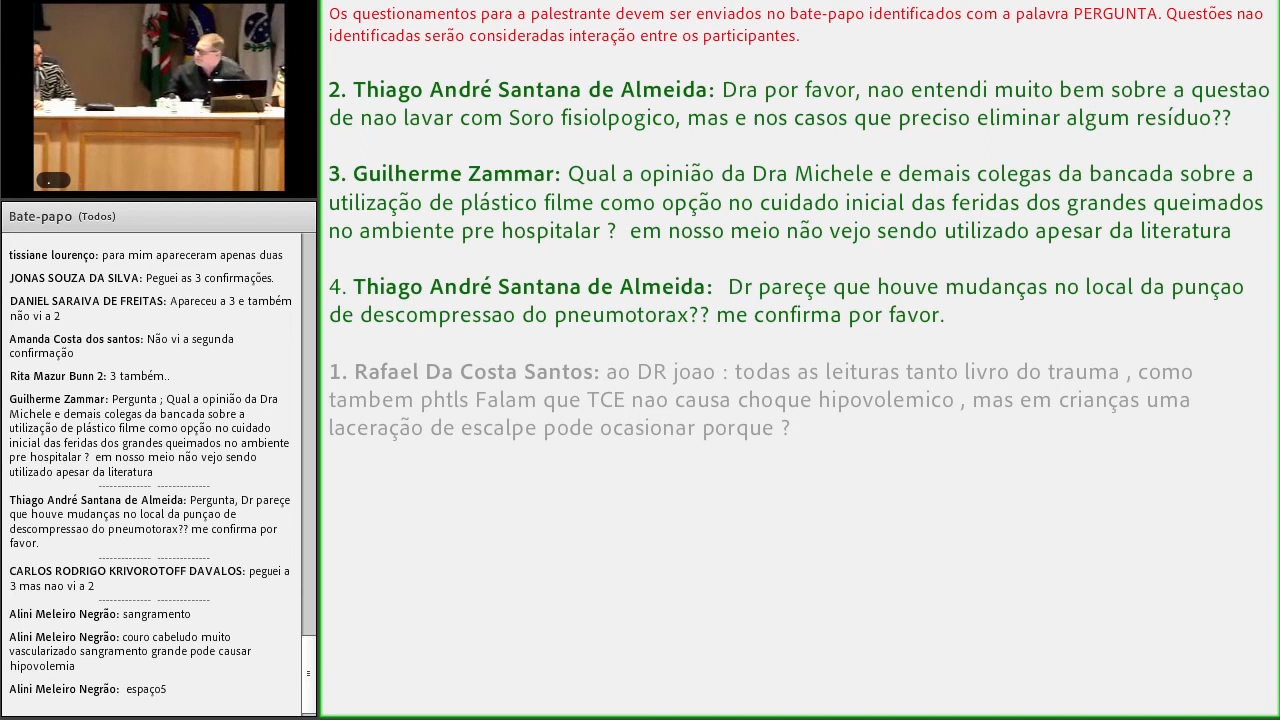 Os questionamentos para a palestrante devem ser enviados no bate-papo identificados com a palavra PERGUNTA. Questões nao
identificadas serão consideradas interação entre os participantes.
2. Thiago André Santana de Almeida: Dra por favor, nao entendi muito bem sobre a questao
de nao lavar com Soro fisiolpogico, mas e nos casos que preciso eliminar algum resíduo??
3. Guilherme Zammar: Qual a opinião da Dra Michele e demais colegas da bancada sobre a
utilização de plástico filme como opção no cuidado inicial das feridas dos grandes queimados
no ambiente pre hospitalar ?  em nosso meio não vejo sendo utilizado apesar da literatura
4. Thiago André Santana de Almeida:  Dr pareçe que houve mudanças no local da punçao
de descompressao do pneumotorax?? me confirma por favor.
1. Rafael Da Costa Santos: ao DR joao : todas as leituras tanto livro do trauma , como
tambem phtls Falam que TCE nao causa choque hipovolemico , mas em crianças uma
laceração de escalpe pode ocasionar porque ?
Bate-papo (Todos)
tissiane lourenço: para mim apareceram apenas duas
JONAS SOUZA DA SILVA: Peguei as 3 confirmações.
DANIEL SARAIVA DE FREITAS: Apareceu a 3 e também
não vi a 2
Amanda Costa dos santos: Não vi a segunda
confirmação
Rita Mazur Bunn 2: 3 também..
Guilherme Zammar: Pergunta ; Qual a opinião da Dra
Michele e demais colegas da bancada sobre a
utilização de plástico filme como opção no cuidado
inicial das feridas dos grandes queimados no ambiente
pre hospitalar ?  em nosso meio não vejo sendo
utilizado apesar da literatura
-------------- --------------
Thiago André Santana de Almeida: Pergunta, Dr pareçe
que houve mudanças no local da punçao de
descompressao do pneumotorax?? me confirma por
favor.
-------------- --------------
CARLOS RODRIGO KRIVOROTOFF DAVALOS: peguei a
3 mas nao vi a 2
-------------- --------------
Alini Meleiro Negrão: sangramento
Alini Meleiro Negrão: couro cabeludo muito
vascularizado sangramento grande pode causar
hipovolemia
Alini Meleiro Negrão:  espaço5